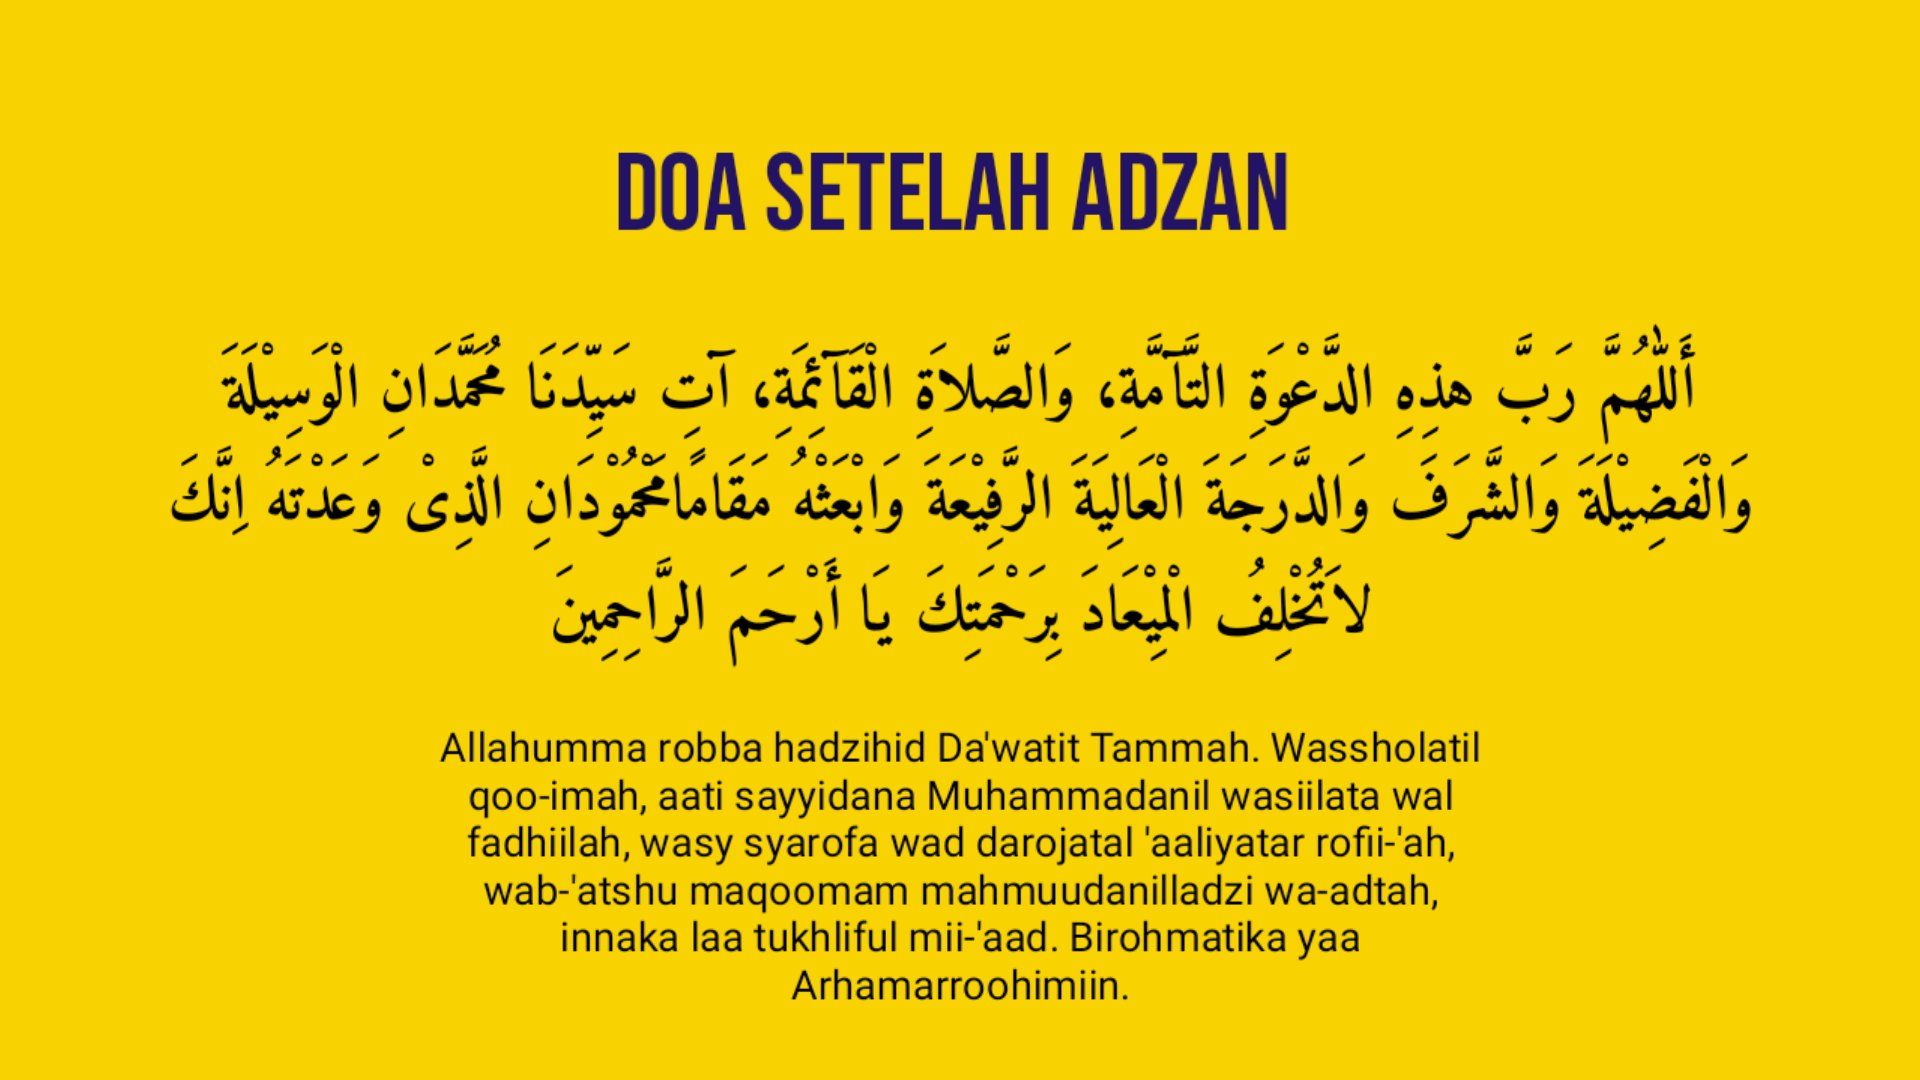 DOA SETELAH ADZAN
أَللّٰهُمَّ رَبَّ هذِهِ الدَّعْوَةِ التَّآمَّةِ، وَالصَّلاَةِ الْقَآئِمَةِ، آتِ سَيِّدَنَا مُحَمَّدَانِ الْوَسِيْلَةَ
وَالْفَضِيْلَةَ وَالشَّرَفَ وَالدَّرَجَةَ الْعَالِيَةَ الرَّفِيْعَةَ وَابْعَثْهُ مَقَامًامَحْمُوْدَانِ الَّذِىْ وَعَدْتَهُ اِنَّكَ
لاَتُخْلِفُ الْمِيْعَادَ بِرَحْمَتِكَ يَا أَرْحَمَ الرَّاحِمِينَ
Allahumma robba hadzihid Da'watit Tammah. Wassholatil
qoo-imah, aati sayyidana Muhammadanil wasiilata wal
fadhiilah, wasy syarofa wad darojatal 'aaliyatar rofii-'ah,
wab-'atshu maqoomam mahmuudanilladzi wa-adtah,
innaka laa tukhliful mii-'aad. Birohmatika yaa
Arhamarroohimiin.